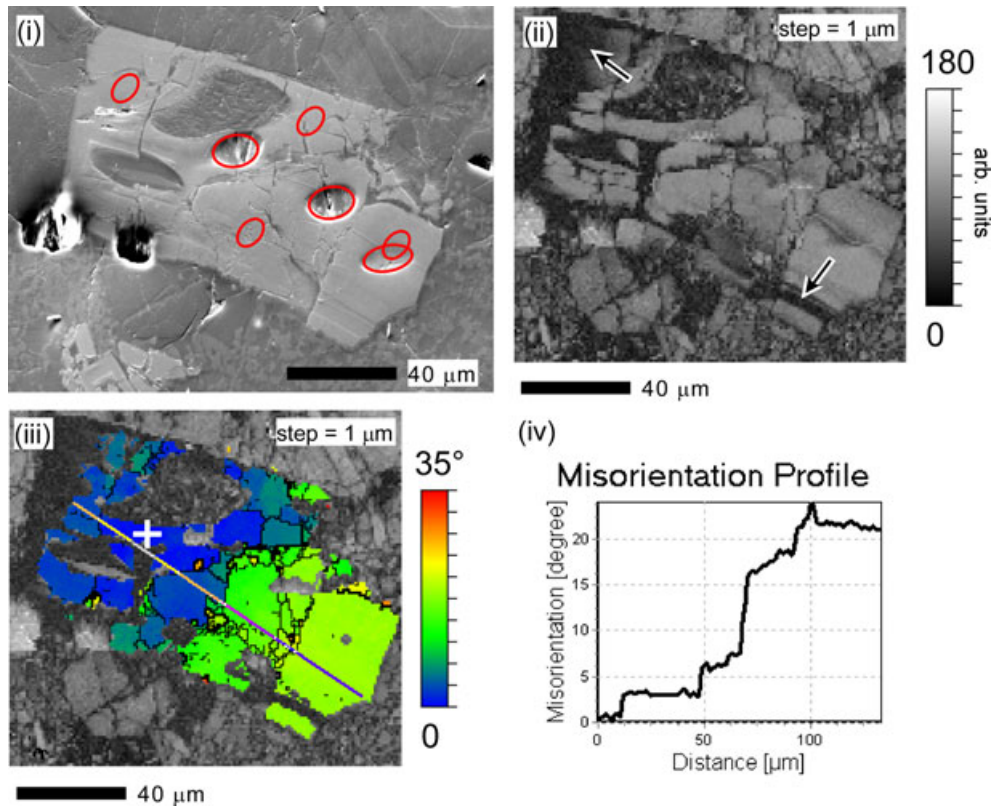 (i)
40 µm
(ii)
step = 1 µm
180
arb. units
0
40 µm
(iii)
step = 1 µm
35°
0
40 µm
(iv)
Misorientation Profile
Misorientation [degree]
20
15
10
5
0
0
50
100
Distance [µm]